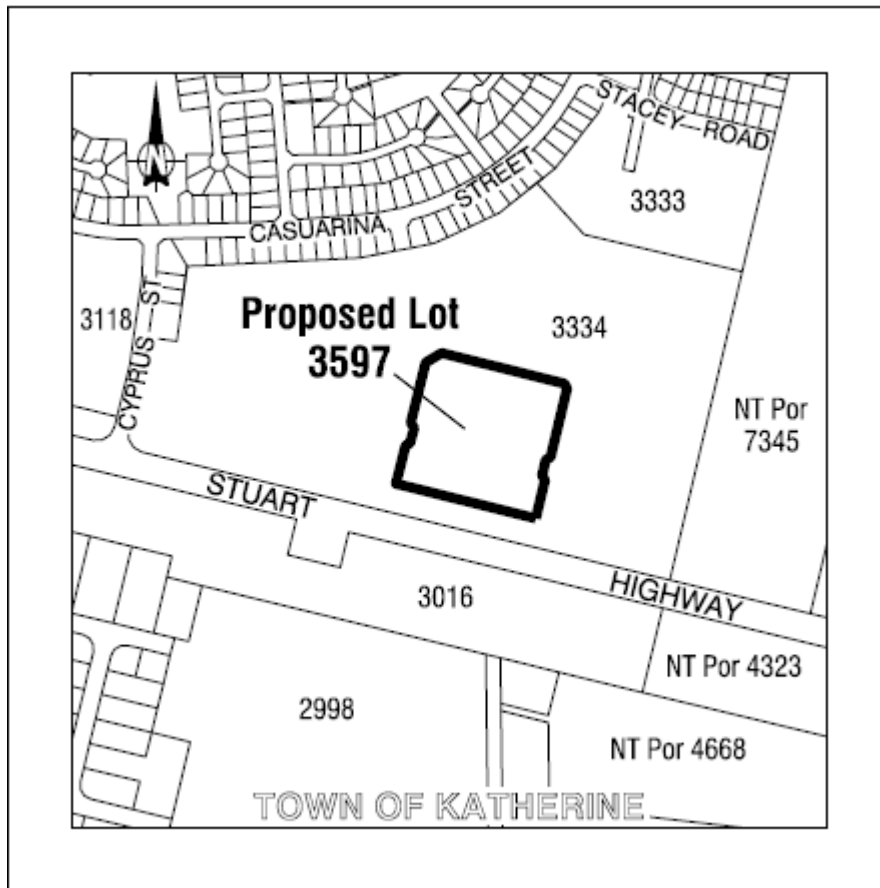 STACEY ROAD
N
3333
STREET
CASUARINA
3118
CYPRUS ST
Proposed Lot
3597
3334
NT Por
7345
STUART
HIGHWAY
3016
NT Por 4323
2998
NT Por 4668
TOWN OF KATHERINE